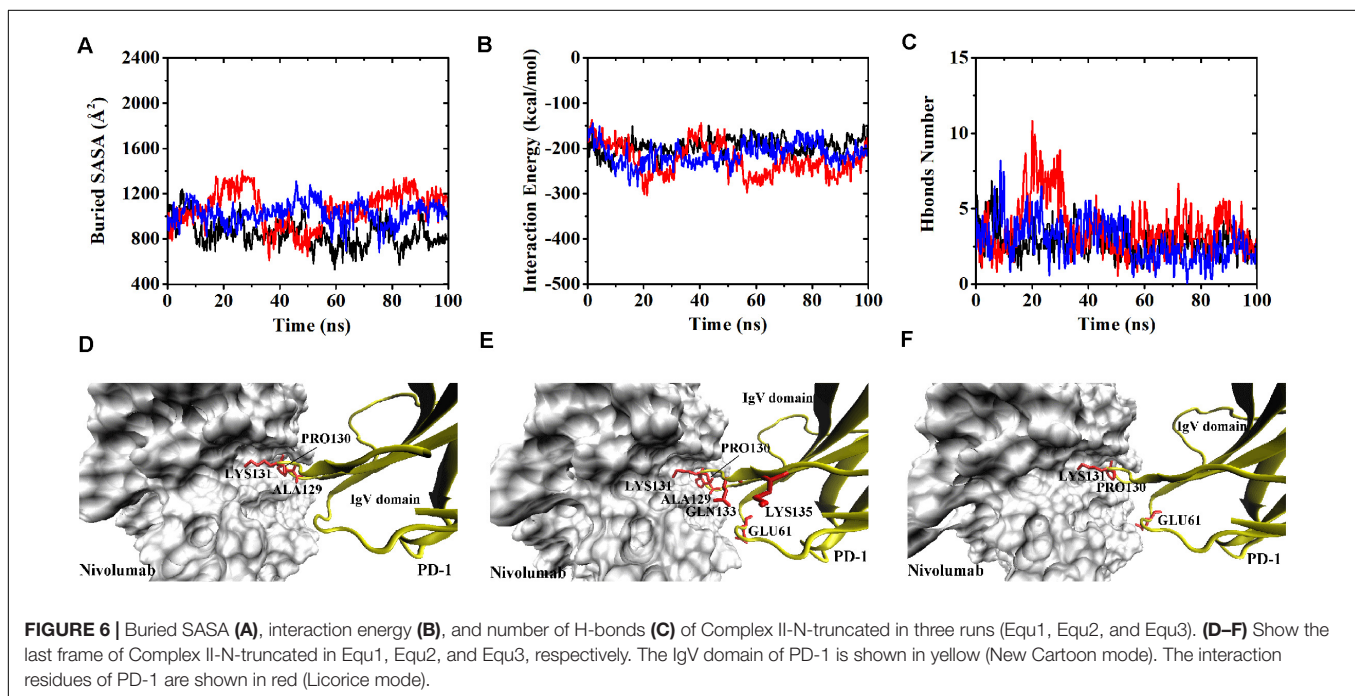 A
Buried SASA (Å²)
2400
2000
1600
1200
800
400
0 20 40 60 80 100
Time (ns)
B
Interaction Energy (kcal/mol)
0
-100
-200
-300
-400
-500
0 20 40 60 80 100
Time (ns)
C
Hbonds Number
15
10
5
0
0 20 40 60 80 100
Time (ns)
D
PRO130
LYS131
ALA129
IgV domain
PD-1
Nivolumab
E
IgV domain
PRO130
LYS131
ALA129
GLN133
LYS135
GLU61
PD-1
Nivolumab
F
IgV domain
LYS131
PRO130
GLU61
PD-1
Nivolumab
FIGURE 6 | Buried SASA (A), interaction energy (B), and number of H-bonds (C) of Complex II-N-truncated in three runs (Equ1, Equ2, and Equ3). (D–F) Show the
last frame of Complex II-N-truncated in Equ1, Equ2, and Equ3, respectively. The IgV domain of PD-1 is shown in yellow (New Cartoon mode). The interaction
residues of PD-1 are shown in red (Licorice mode).